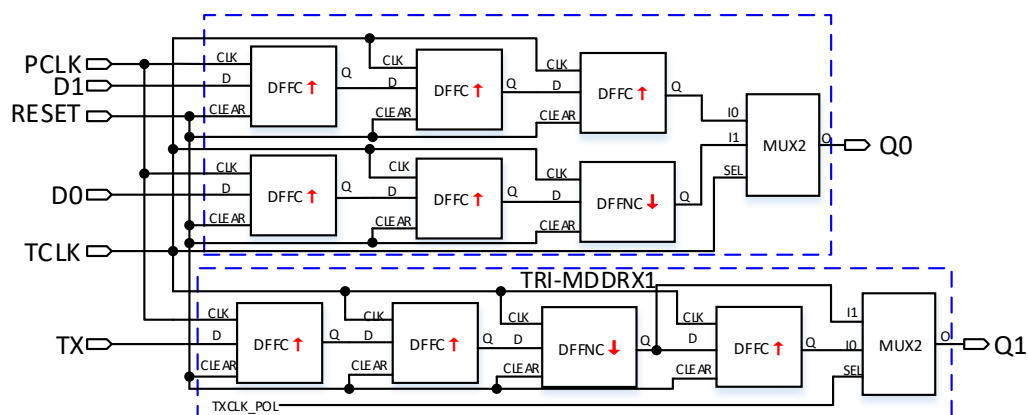 PCLK
D1
RESET
D0
TCLK
TX
CLK
D
CLEAR
DFFC
Q
CLK
D
CLEAR
DFFC
Q
CLK
D
CLEAR
DFFC
Q
I0
I1
SEL
MUX2
O
Q0
CLK
D
CLEAR
DFFC
Q
CLK
D
CLEAR
DFFC
Q
CLK
D
CLEAR
DFFNC
Q
TRI-MDDRX1
CLK
D
CLEAR
DFFC
Q
CLK
D
CLEAR
DFFC
Q
CLK
D
CLEAR
DFFNC
Q
CLK
D
CLEAR
DFFC
Q
I1
I0
SEL
MUX2
O
Q1
TXCLK_POL